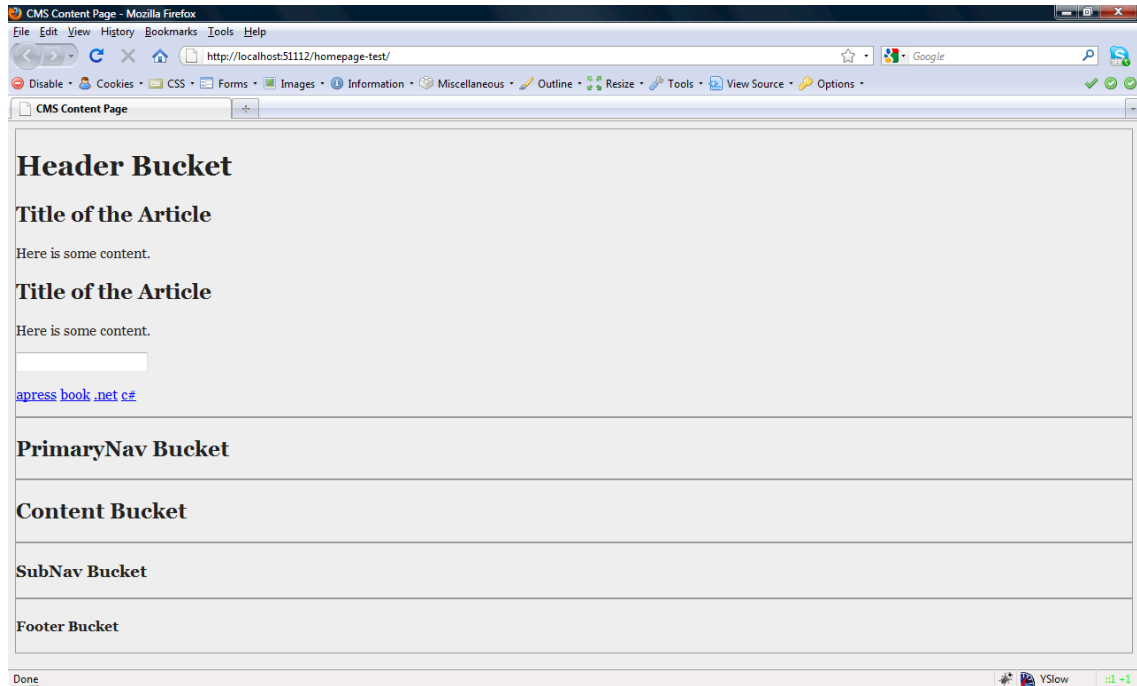 CMS Content Page - Mozilla Firefox
File Edit View History Bookmarks Tools Help
http://localhost:51112/homepage-test/ Google
Disable CSS Cookies CSS Forms Images Information Miscellaneous Outline Resize Tools View Source Options
CMS Content Page
Header Bucket
Title of the Article
Here is some content.
Title of the Article
Here is some content.
apress book .net c#
PrimaryNav Bucket
Content Bucket
SubNav Bucket
Footer Bucket
Done YSlow